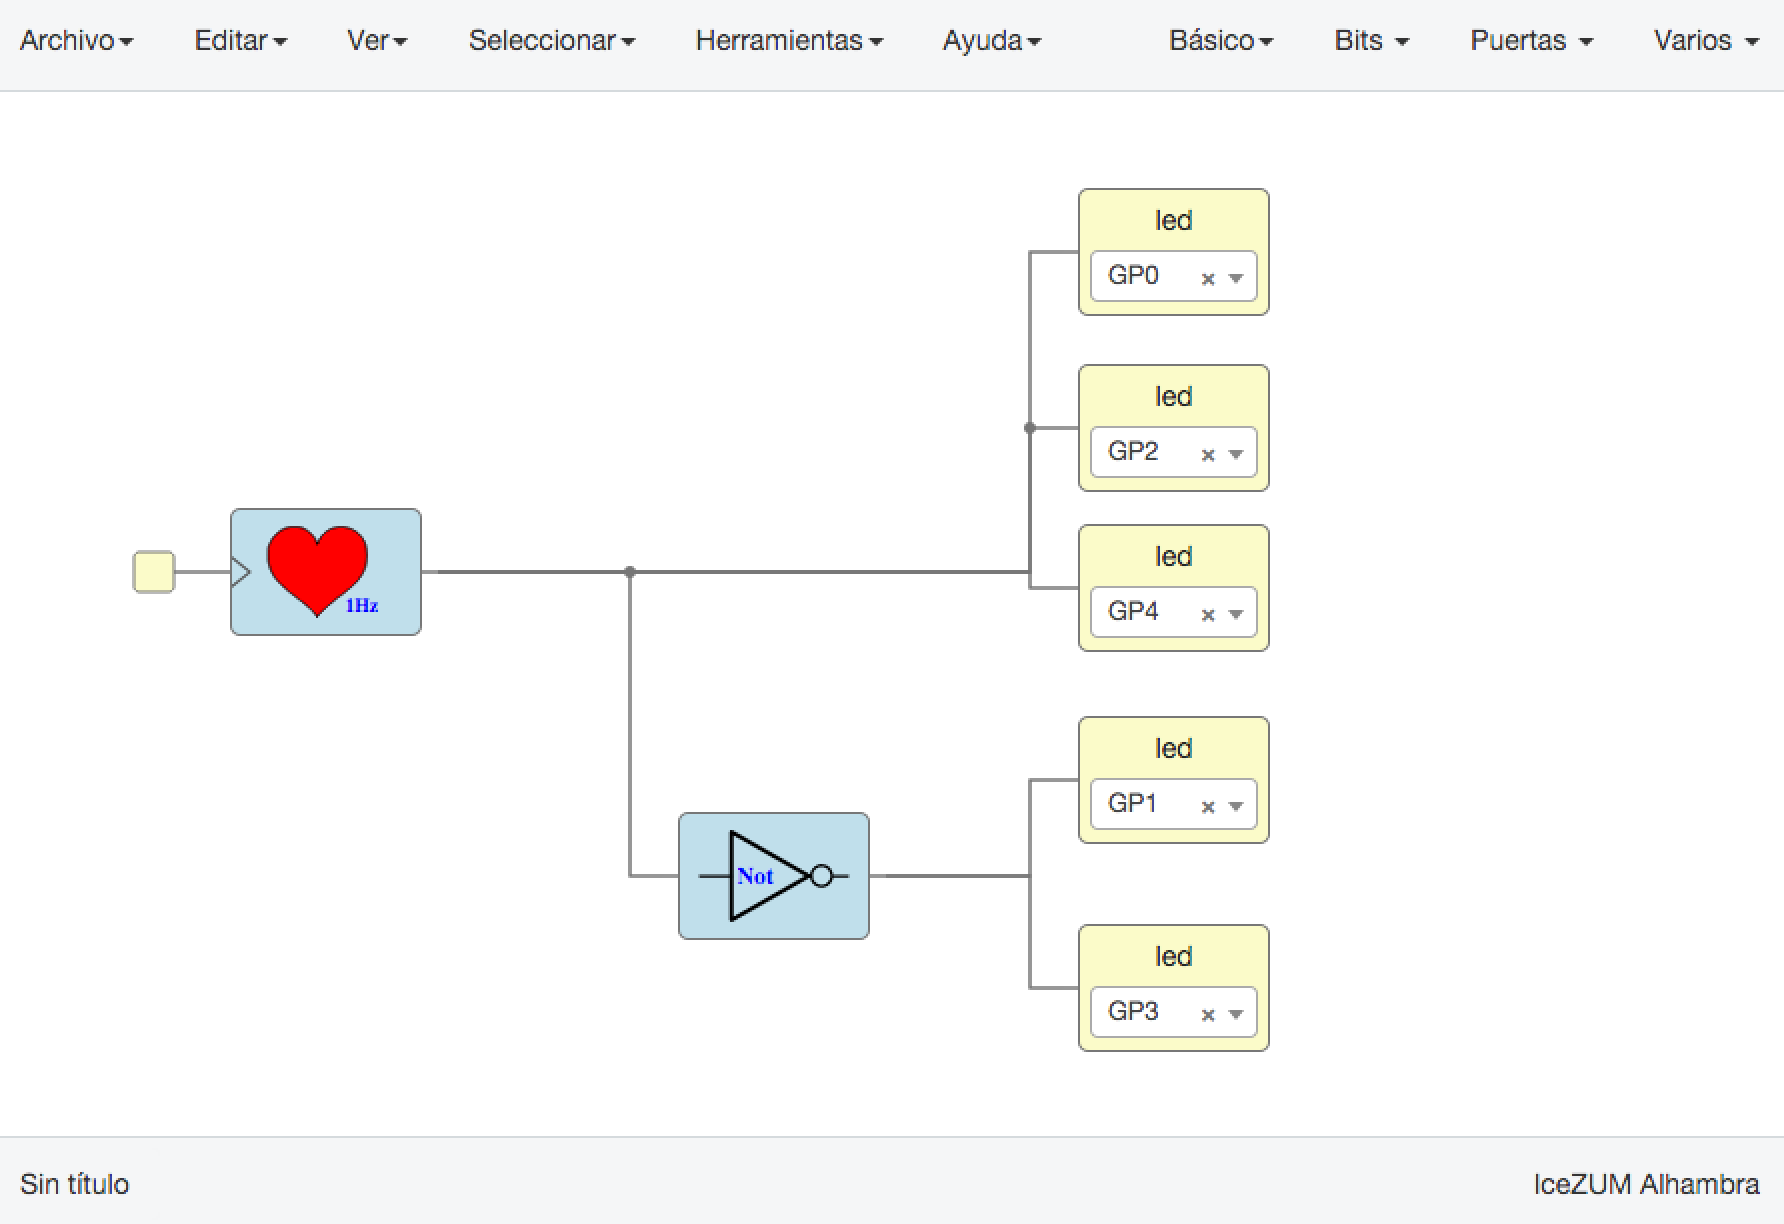 Archivo Editar Ver Seleccionar Herramientas Ayuda Básico Bits Puertas Varios
led
GP0 ×
led
GP2 ×
led
GP4 ×
1Hz
led
GP1 ×
Not
led
GP3 ×
Sin título IceZUM Alhambra